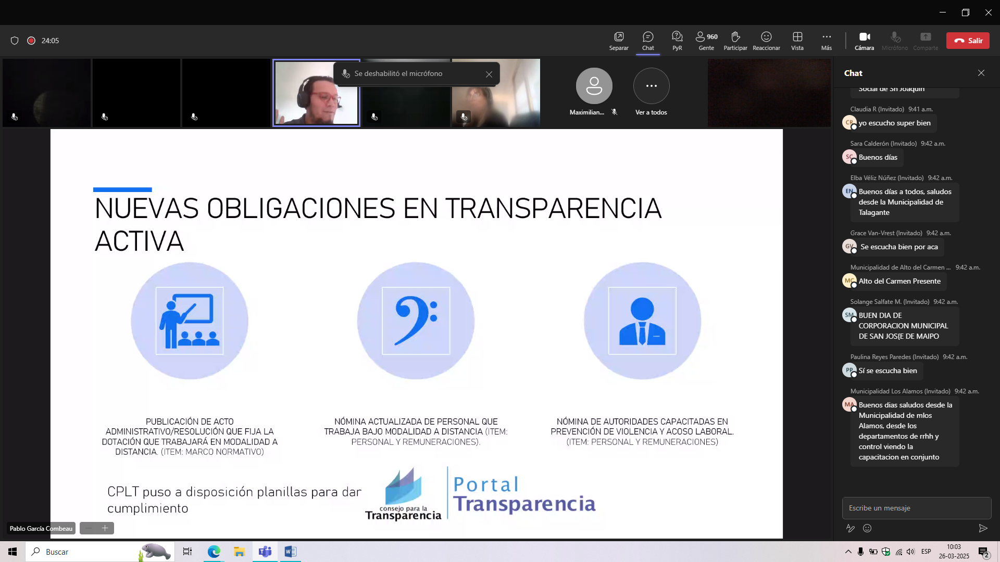 24:05
Separar
Chat
PyR
960
Gente
Participar
Reaccionar
Vista
Más
Cámara
Micrófono
Comparte
Salir
Se deshabilitó el micrófono
Maximilian...
Ver a todos
NUEVAS OBLIGACIONES EN TRANSPARENCIA
ACTIVA
PUBLICACIÓN DE ACTO
ADMINISTRATIVO/RESOLUCIÓN QUE FIJA LA
DOTACIÓN QUE TRABAJARÁ EN MODALIDAD A
DISTANCIA. (ITEM: MARCO NORMATIVO)
NÓMINA ACTUALIZADA DE PERSONAL QUE
TRABAJA BAJO MODALIDAD A DISTANCIA (ITEM:
PERSONAL Y REMUNERACIONES).
NÓMINA DE AUTORIDADES CAPACITADAS EN
PREVENCIÓN DE VIOLENCIA Y ACOSO LABORAL.
(ITEM: PERSONAL Y REMUNERACIONES)
CPLT puso a disposición planillas para dar
cumplimiento
consejo para la
Transparencia
Portal
Transparencia
Pablo García Combeau
Chat
Social de Sn Joaquin
Claudia R (Invitado) 9:41 a.m.
CR
yo escucho super bien
Sara Calderón (Invitado) 9:42 a.m.
SC
Buenos días
Elba Véliz Núñez (Invitado) 9:42 a.m.
EN
Buenos días a todos, saludos
desde la Municipalidad de
Talagante
Grace Van-Vrest (Invitado) 9:42 a.m.
GV
Se escucha bien por aca
Municipalidad de Alto del Carmen ... 9:42 a.m.
MC
Alto del Carmen Presente
Solange Salfate M. (Invitado) 9:42 a.m.
SM
BUEN DIA DE
CORPORACION MUNICIPAL
DE SAN JOS{E DE MAIPO
Paulina Reyes Paredes (Invitado) 9:42 a.m.
PP
Sí se escucha bien
Municipalidad Los Alamos (Invitado) 9:42 a.m.
MA
Buenos dias saludos desde la
Municipalidad de mlos
Alamos, desde los
departamentos de rrhh y
control viendo la
capacitacion en conjunto
Escribe un mensaje
Buscar
ESP
10:03
26-03-2025
2